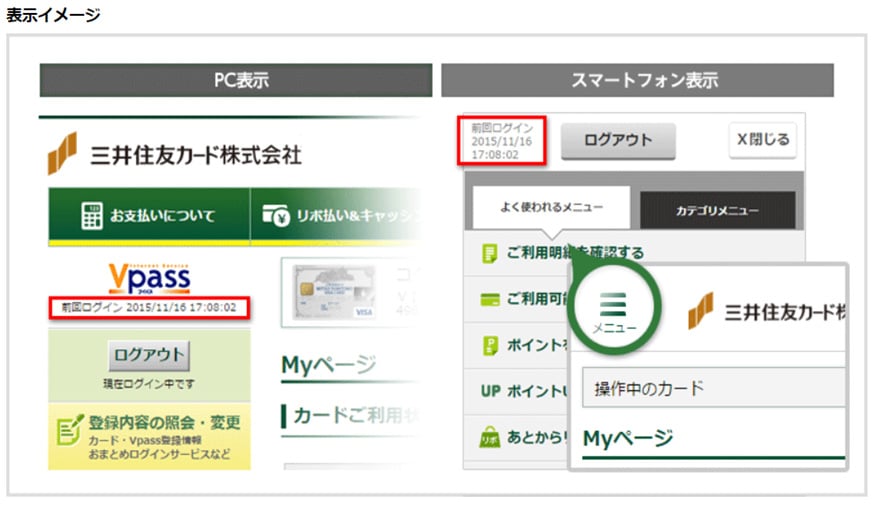 表示イメージ
PC表示
三井住友カード株式会社
お支払いについて
リボ払い&キャッシ
Internet Service
Vpass
前回ログイン 2015/11/16 17:08:02
ログアウト
現在ログイン中です
登録内容の照会・変更
カード・Vpass登録情報
おまとめログインサービスなど
VISA
Myページ
カードご利用状
スマートフォン表示
前回ログイン
2015/11/16
17:08:02
ログアウト
X閉じる
よく使われるメニュー
カテゴリメニュー
ご利用明細を確認する
ご利用可能
ポイントを
UP ポイントU
リボ
あとからリ
メニュー
三井住友カード株
操作中のカード
Myページ